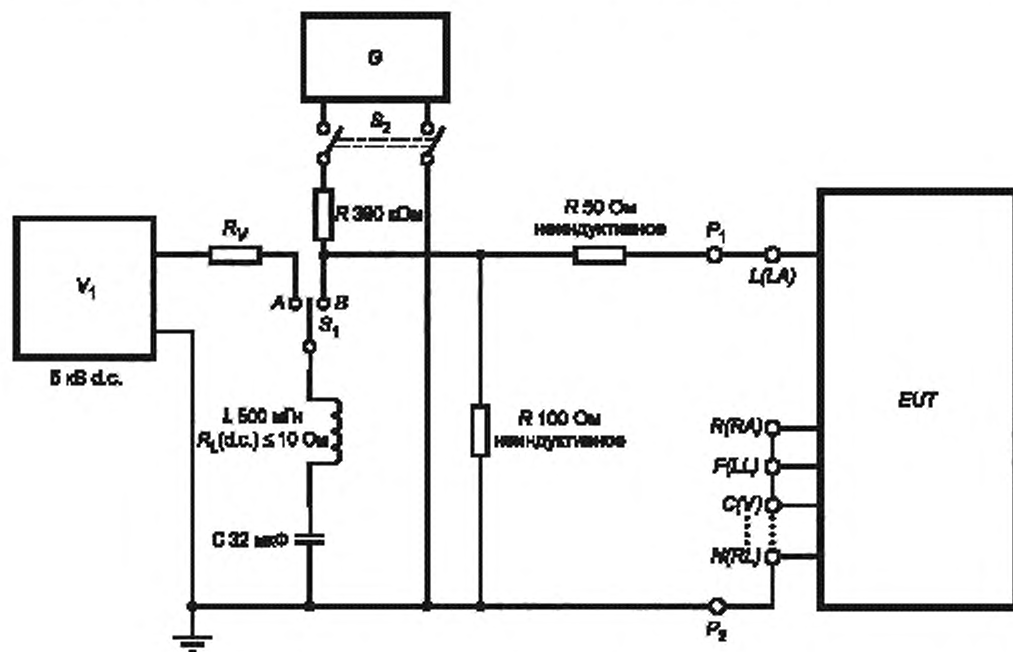 G
S2
R 390 кОм
R 50 Ом
неиндуктивное
P1
L(LA)
RV
V1
A
B
S1
5 кВ d.c.
L 500 мГн
RL(d.c.) ≤ 10 Ом
R 100 Ом
неиндуктивное
EUT
R(RA)
F(LL)
C(V)
N(RL)
C 32 мкФ
P2